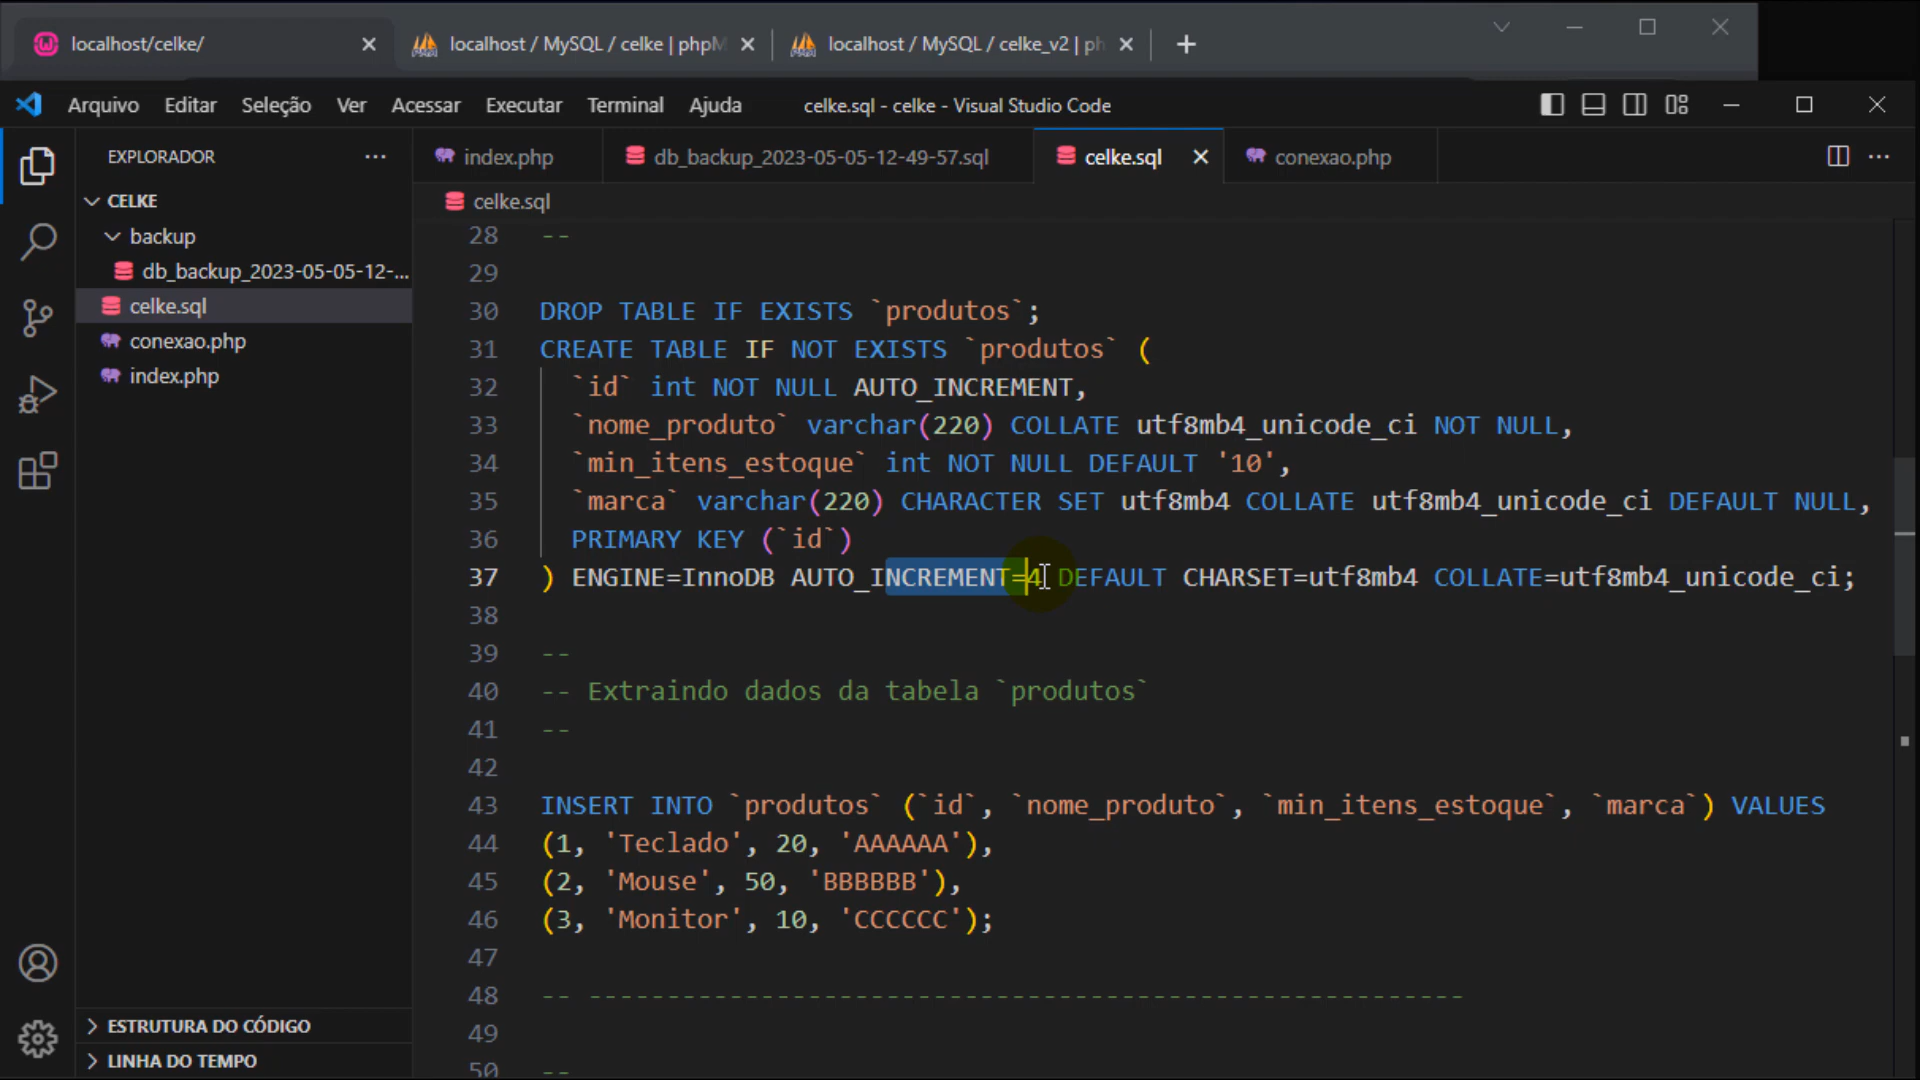 localhost/celke/
localhost / MySQL / celke | phpM
localhost / MySQL / celke_v2 | ph
Arquivo Editar Seleção Ver Acessar Executar Terminal Ajuda celke.sql - celke - Visual Studio Code
EXPLORADOR
index.php db_backup_2023-05-05-12-49-57.sql celke.sql conexao.php
CELKE
backup
db_backup_2023-05-05-12-...
celke.sql
conexao.php
index.php
celke.sql
28 --
29
30 DROP TABLE IF EXISTS `produtos`;
31 CREATE TABLE IF NOT EXISTS `produtos` (
32 `id` int NOT NULL AUTO_INCREMENT,
33 `nome_produto` varchar(220) COLLATE utf8mb4_unicode_ci NOT NULL,
34 `min_itens_estoque` int NOT NULL DEFAULT '10',
35 `marca` varchar(220) CHARACTER SET utf8mb4 COLLATE utf8mb4_unicode_ci DEFAULT NULL,
36 PRIMARY KEY (`id`)
37 ) ENGINE=InnoDB AUTO_INCREMENT=4 DEFAULT CHARSET=utf8mb4 COLLATE=utf8mb4_unicode_ci;
38
39 --
40 -- Extraindo dados da tabela `produtos`
41 --
42
43 INSERT INTO `produtos` (`id`, `nome_produto`, `min_itens_estoque`, `marca`) VALUES
44 (1, 'Teclado', 20, 'AAAAAA'),
45 (2, 'Mouse', 50, 'BBBBBB'),
46 (3, 'Monitor', 10, 'CCCCCC');
47
48 -- --------------------------------------------------------
49
50 --
ESTRUTURA DO CÓDIGO
LINHA DO TEMPO